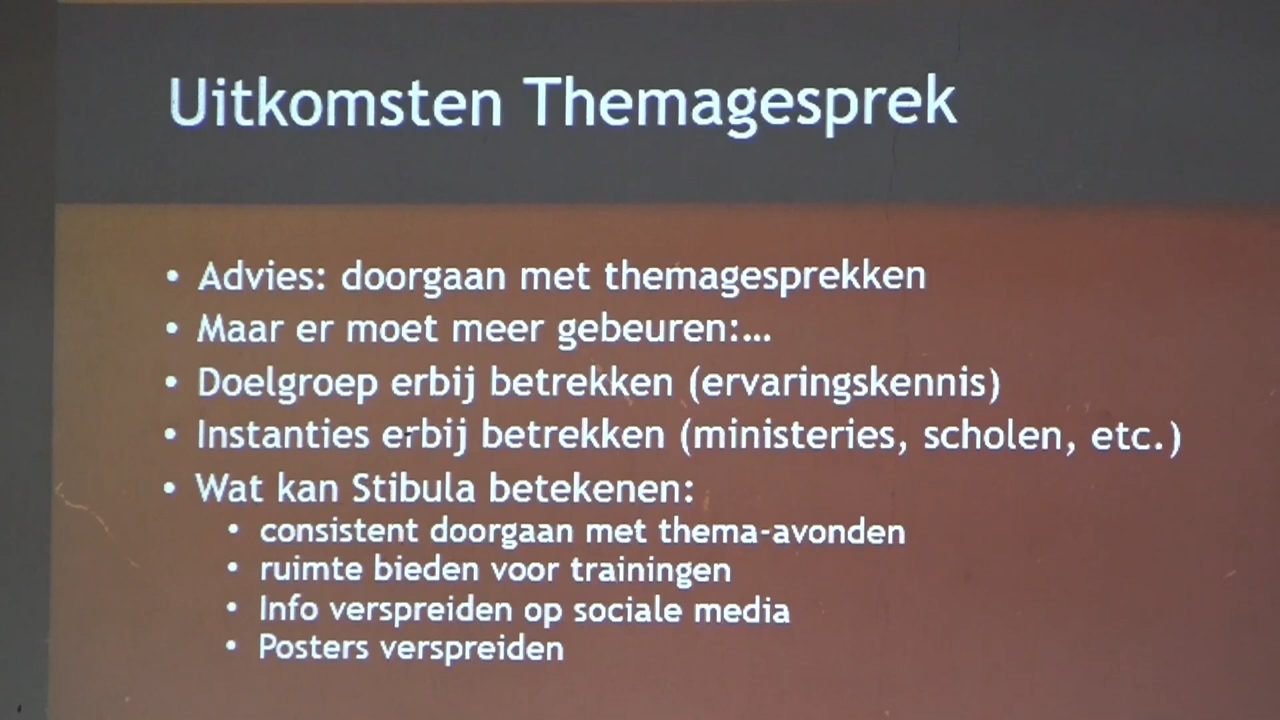 Uitkomsten Themagesprek
• Advies: doorgaan met themagesprekken
• Maar er moet meer gebeuren:...
• Doelgroep erbij betrekken (ervaringskennis)
• Instanties erbij betrekken (ministeries, scholen, etc.)
• Wat kan Stibula betekenen:
• consistent doorgaan met thema-avonden
• ruimte bieden voor trainingen
• Info verspreiden op sociale media
• Posters verspreiden